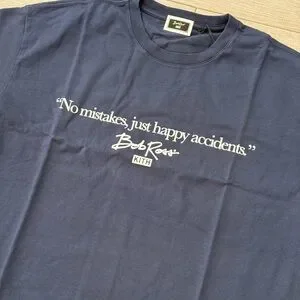 “No mistakes, just happy accidents.”
Bob Ross
KITH